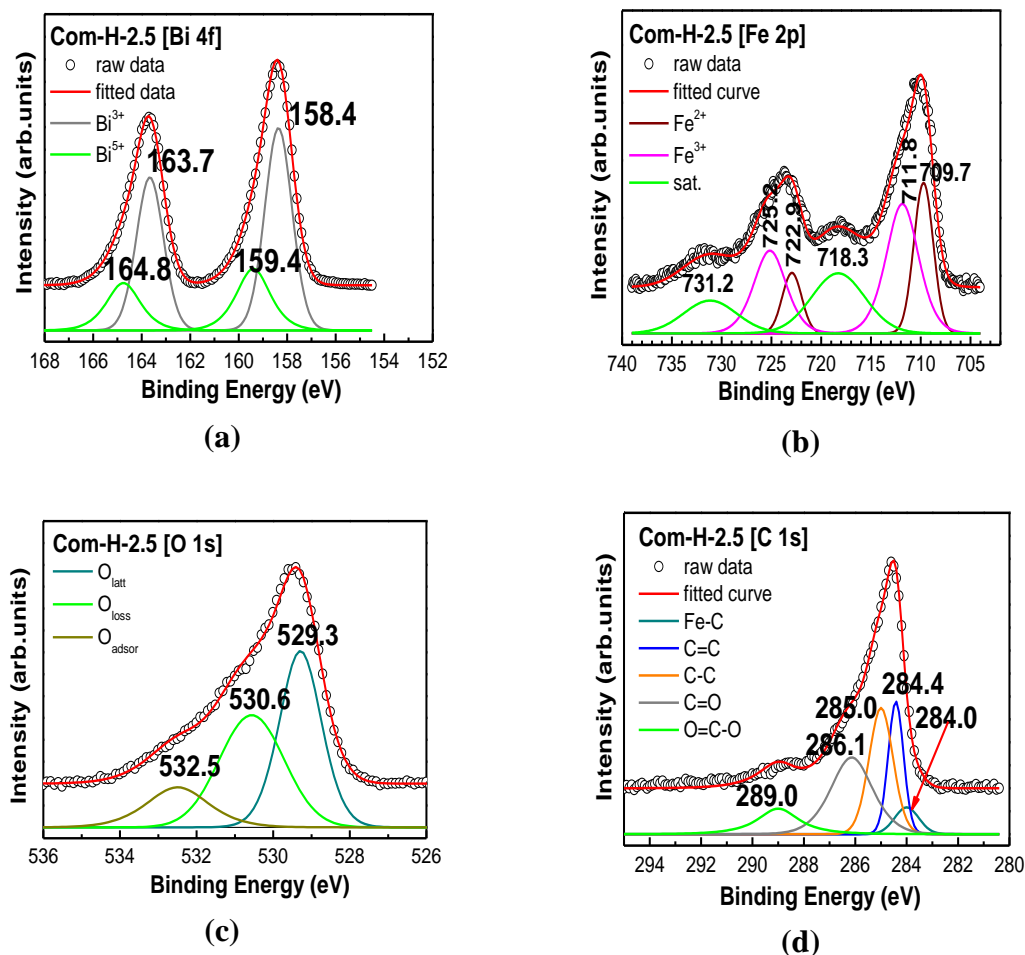 Com-H-2.5 [Bi 4f]
raw data
fitted data
Bi³⁺
Bi⁵⁺
158.4
163.7
159.4
164.8
Intensity (arb.units)
168 166 164 162 160 158 156 154 152
Binding Energy (eV)
(a)
Com-H-2.5 [Fe 2p]
raw data
fitted curve
Fe²⁺
Fe³⁺
sat.
709.7
711.8
718.3
722.9
725.2
731.2
Intensity (arb.units)
740 735 730 725 720 715 710 705
Binding Energy (eV)
(b)
Com-H-2.5 [O 1s]
O_latt
O_loss
O_adsor
529.3
530.6
532.5
Intensity (arb.units)
536 534 532 530 528 526
Binding Energy (eV)
(c)
Com-H-2.5 [C 1s]
raw data
fitted curve
Fe-C
C=C
C-C
C=O
O=C-O
284.4
285.0
284.0
286.1
289.0
Intensity (arb.units)
294 292 290 288 286 284 282 280
Binding Energy (eV)
(d)